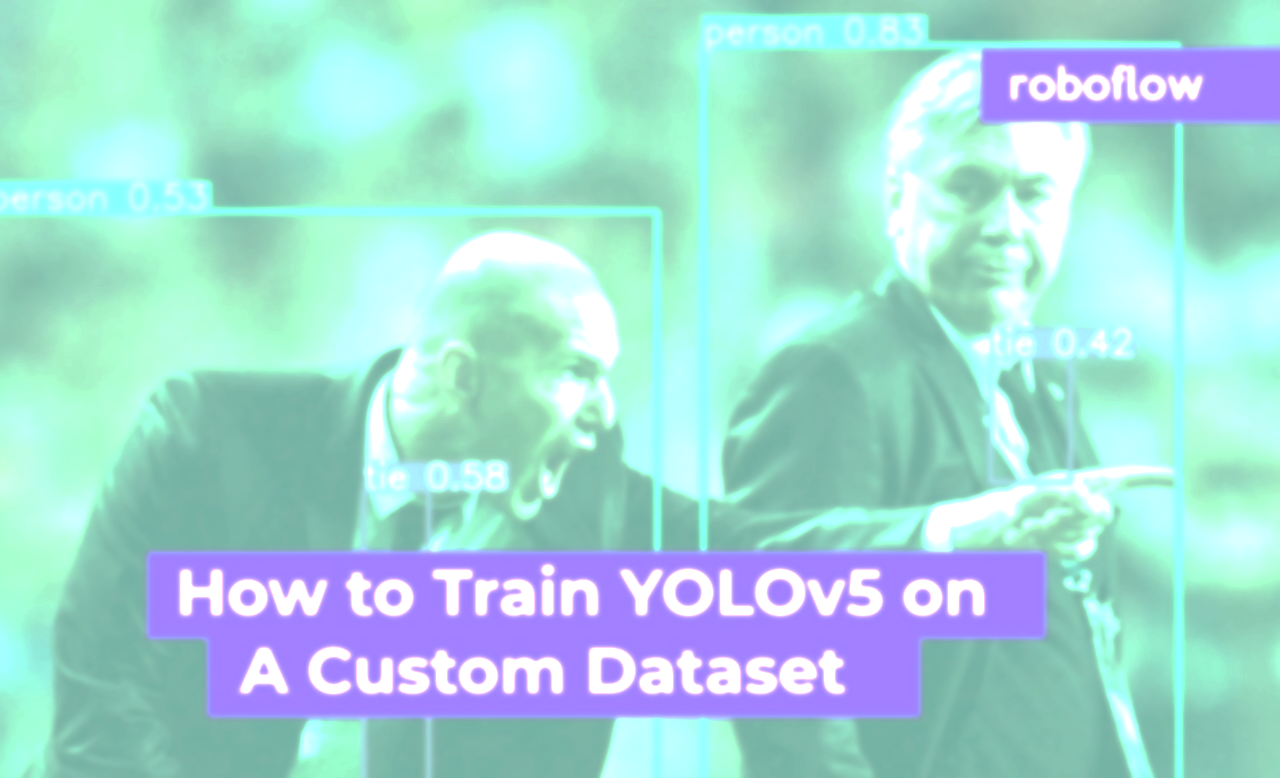 person 0.83
roboflow
person 0.53
tie 0.42
tie 0.58
How to Train YOLOv5 on
A Custom Dataset